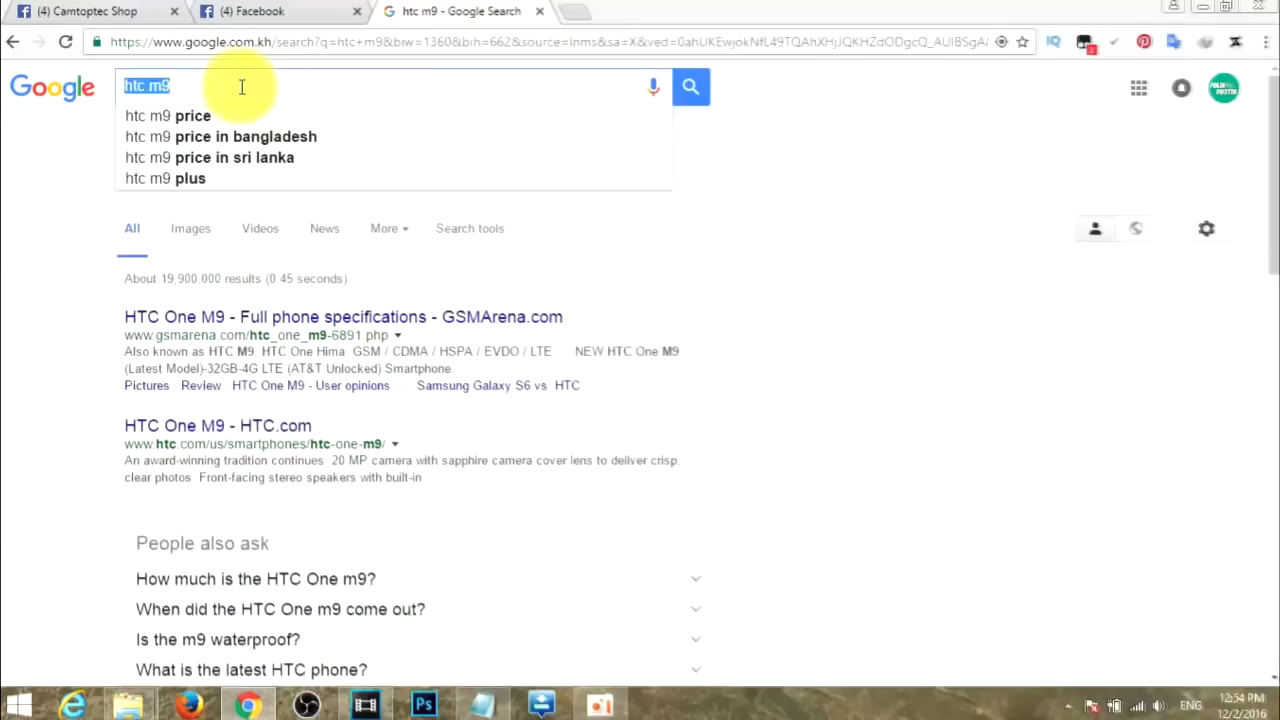 (4) Camtoptec Shop
(4) Facebook
htc m9 - Google Search
https://www.google.com.kh/search?q=htc+m9&biw=1360&bih=662&source=lnms&sa=X&ved=
Google
htc m9
htc m9 price
htc m9 price in bangladesh
htc m9 price in sri lanka
htc m9 plus
All Images Videos News More Search tools
About 19,900,000 results (0 45 seconds)
HTC One M9 - Full phone specifications - GSMArena.com
www.gsmarena.com/htc_one_m9-6891 php
Also known as HTC M9. HTC One Hima. GSM / CDMA / HSPA / EVDO / LTE NEW HTC One M9
(Latest Model)-32GB-4G LTE (AT&T Unlocked) Smartphone.
Pictures Review HTC One M9 - User opinions Samsung Galaxy S6 vs HTC
HTC One M9 - HTC.com
www.htc.com/us/smartphones/htc-one-m9/
An award-winning tradition continues. 20 MP camera with sapphire camera cover lens to deliver crisp,
clear photos Front-facing stereo speakers with built-in
People also ask
How much is the HTC One m9?
When did the HTC One m9 come out?
Is the m9 waterproof?
What is the latest HTC phone?
Ps
ENG
12:54 PM
12/2/2016